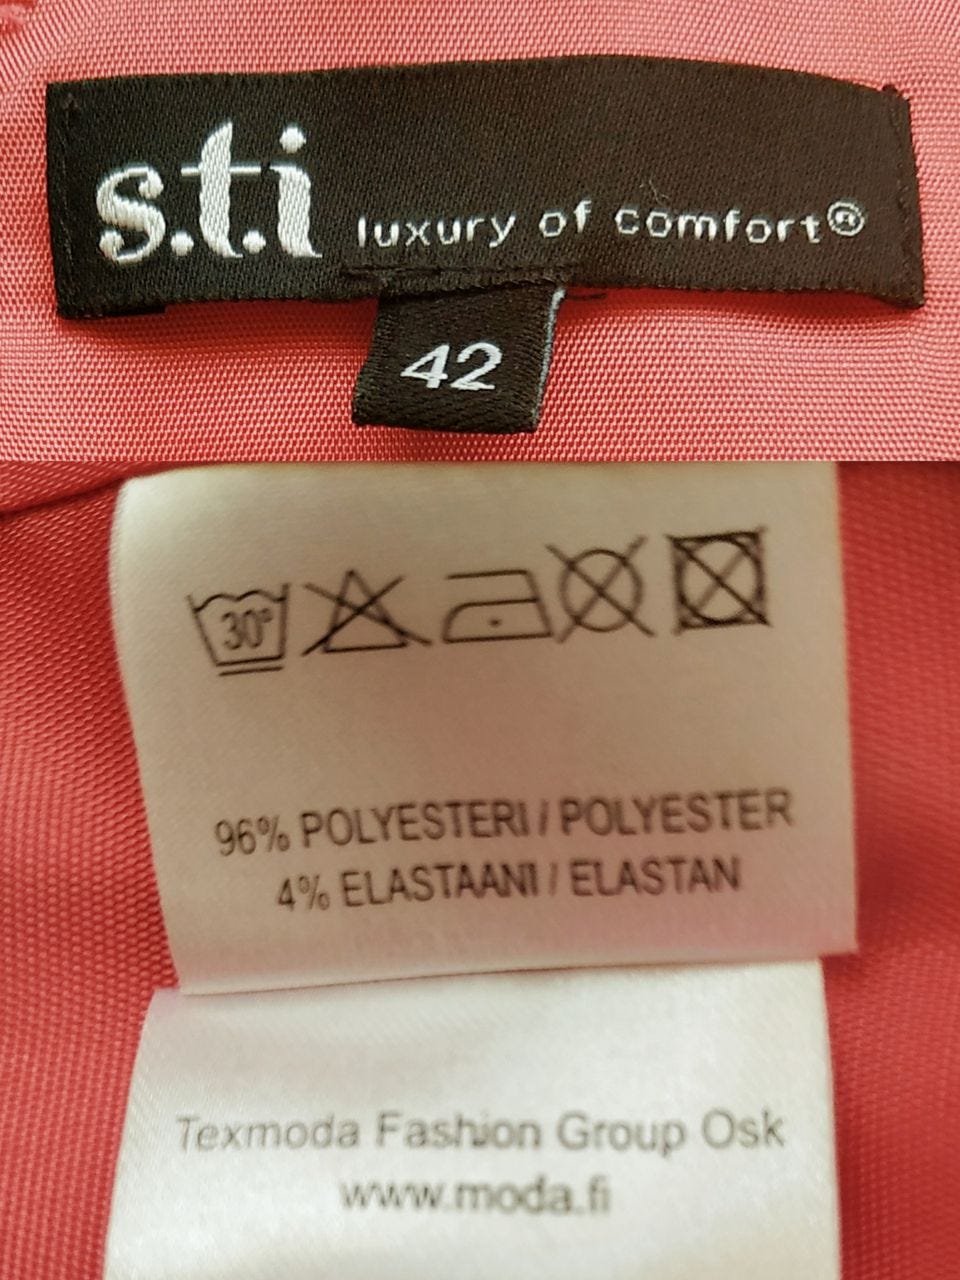 s.t.i luxury of comfort®
42
30°
96% POLYESTERI / POLYESTER
4% ELASTAANI / ELASTAN
Texmoda Fashion Group Osk
www.moda.fi